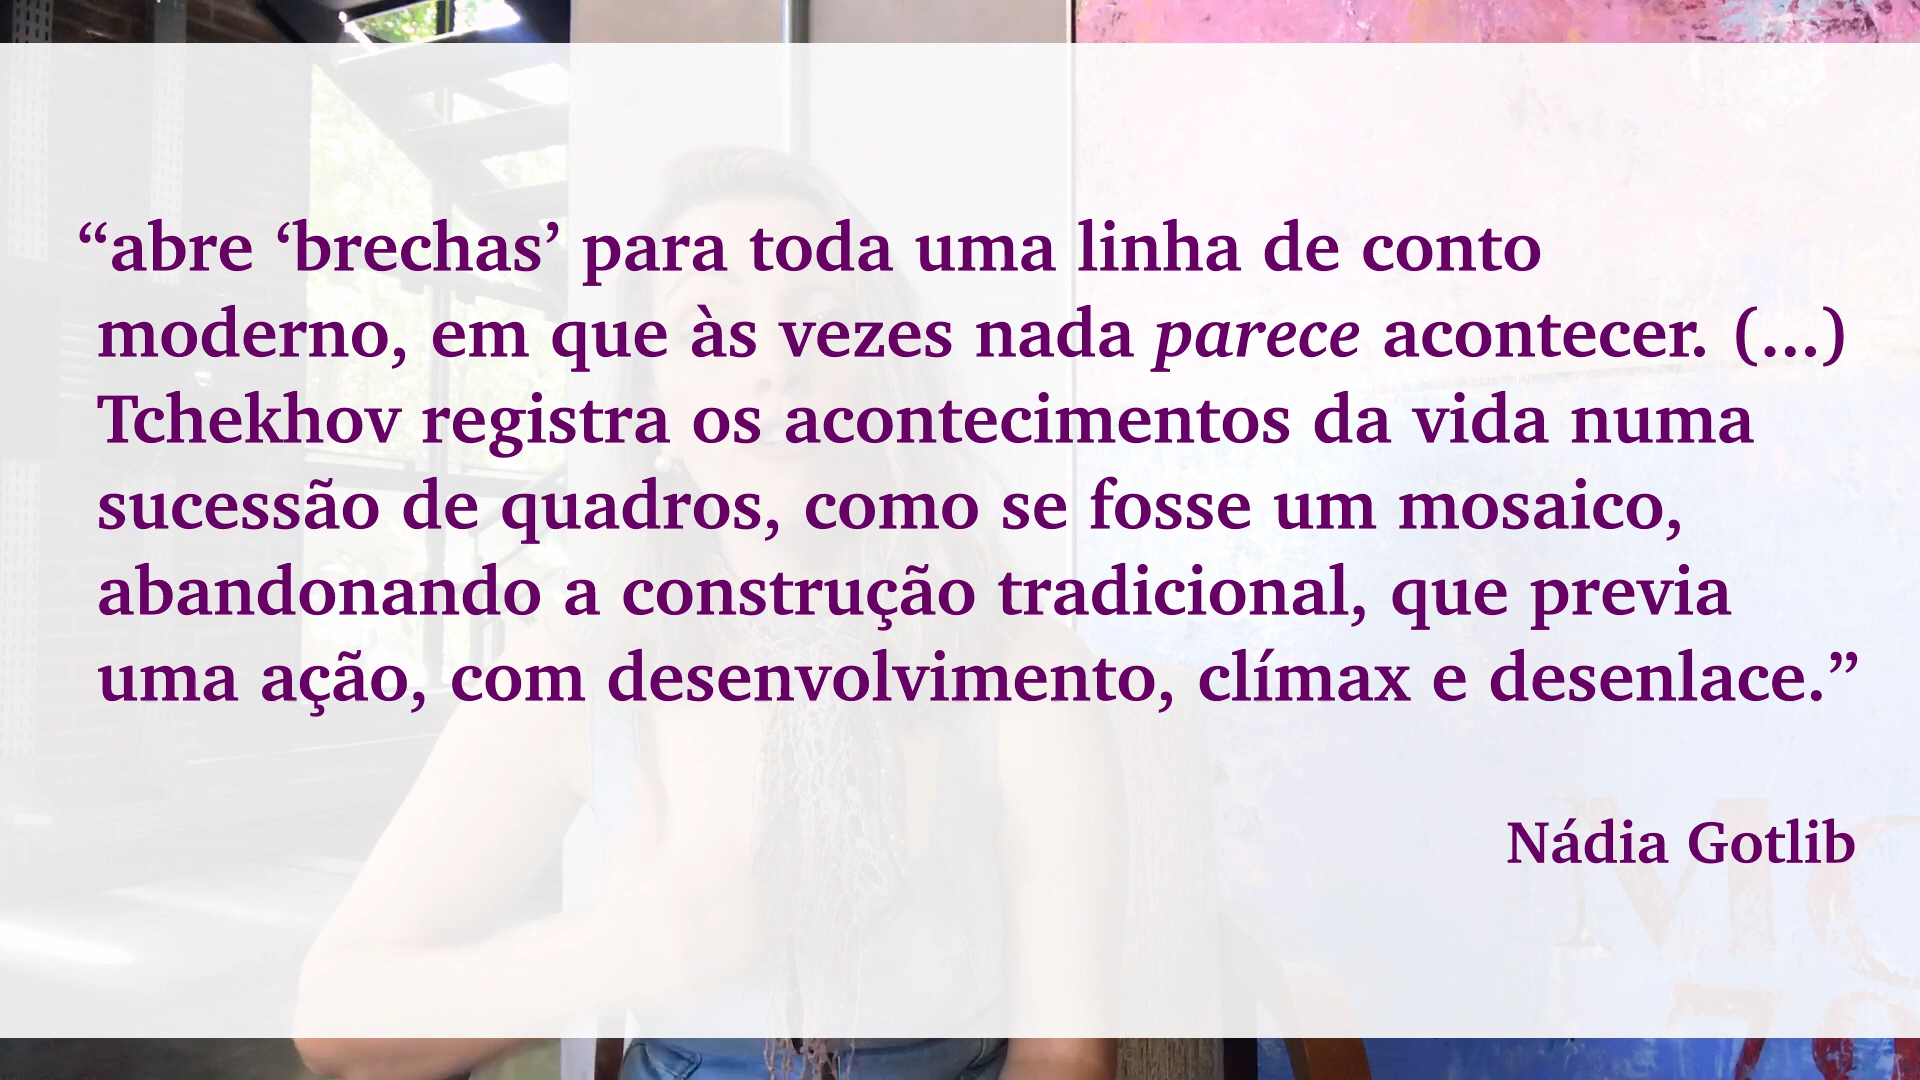 “abre ‘brechas’ para toda uma linha de conto
moderno, em que às vezes nada parece acontecer. (...)
Tchekhov registra os acontecimentos da vida numa
sucessão de quadros, como se fosse um mosaico,
abandonando a construção tradicional, que previa
uma ação, com desenvolvimento, clímax e desenlace.”
Nádia Gotlib